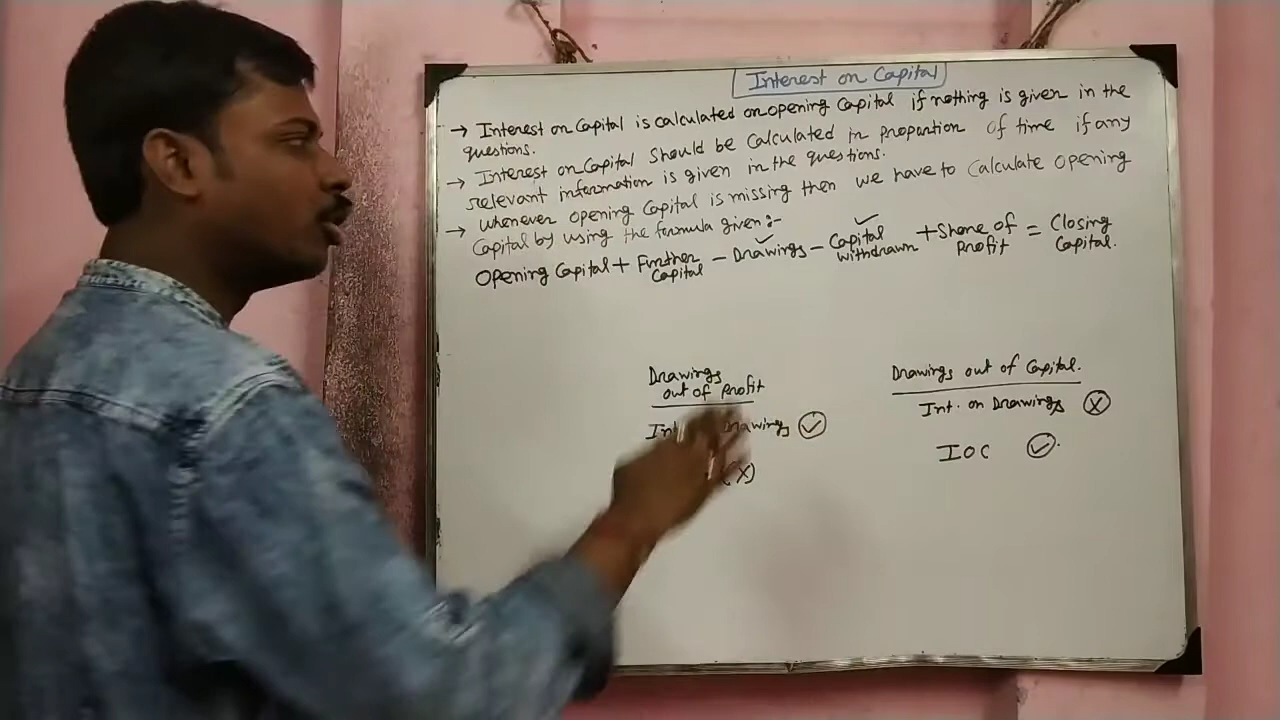 Interest on Capital
→ Interest on Capital is calculated on opening Capital if nothing is given in the
questions.
→ Interest on Capital should be calculated in proportion of time if any
relevant information is given in the questions.
→ whenever opening Capital is missing then we have to calculate opening
Capital by using the formula given:-
Opening Capital + Further Capital - Drawings - Capital withdrawn + Share of Profit = Closing Capital.
Drawings
out of Profit
Drawings ✓
(X)
Drawings out of Capital.
Int. on Drawings X
IOC ✓.